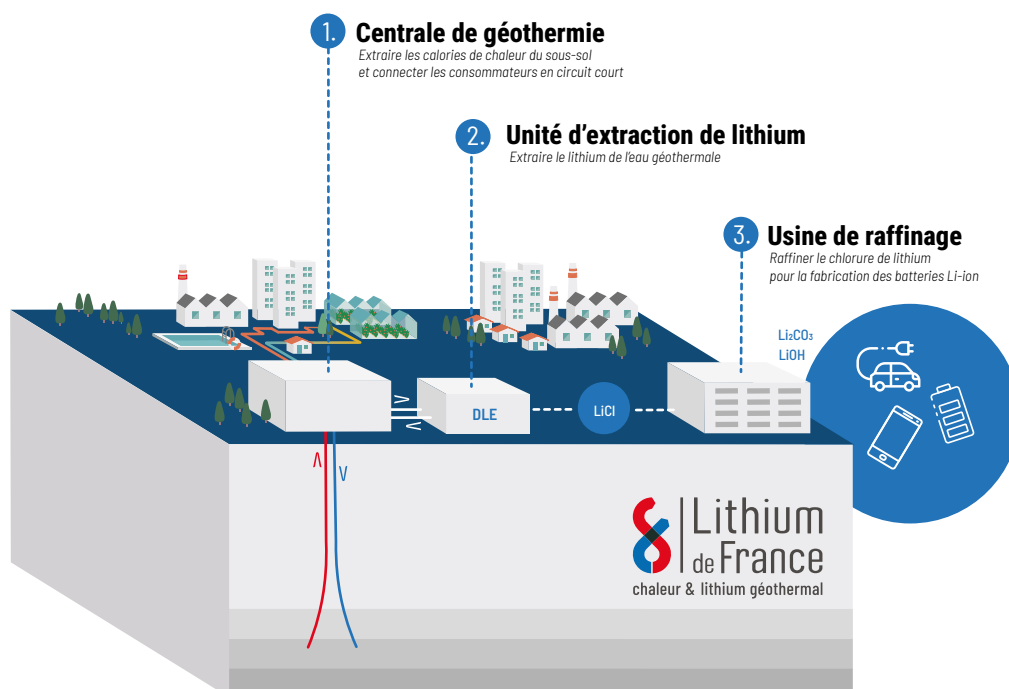 1.
Centrale de géothermie
Extraire les calories de chaleur du sous-sol
et connecter les consommateurs en circuit court
2.
Unité d'extraction de lithium
Extraire le lithium de l'eau géothermale
3.
Usine de raffinage
Raffiner le chlorure de lithium
pour la fabrication des batteries Li-ion
Li₂CO₃
LiOH
DLE
LiCl
Lithium
de France
chaleur & lithium géothermal